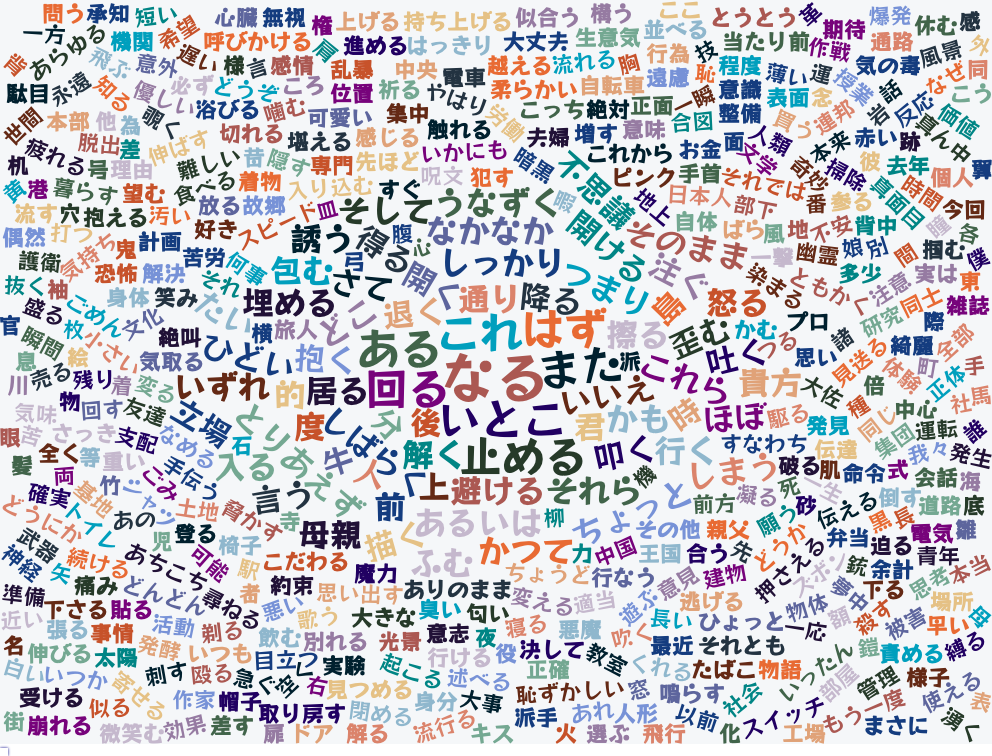 問う 承知 短い 心臓 無視 権 上げる 持ち上げる 似合う 構う ここ とうとう 爆発 休む 感
一方 あらゆる 機関 希望 呼びかける 肩 進める はっきり 大丈夫 生意気 並べる 技 当たり前 作戦 期待 通路 風景 外
飛ぶ 意外 遅い 様 言 感情 乱暴 中央 電車 越える 流れる 胸 行為 恥 程度 薄い 運 授業 気の毒 なぜ 同
駄目 永遠 知る 優しい 必ず どうぞ ころ 位置 祈る やはり 柔らかい 自転車 遠慮 意識 表面 念 岩 話 反応 こう
世間 本部 他 為 覗く 浴びる 噛む 可愛い 集中 労働 こっち 絶対 正面 一瞬 整備 買う 連邦 価値
脱出 差 伸ばす 切れる 堪える 感じる 触れる 夫婦 増す 意味 合図 面 人類 本来 赤い 跡 真ん中
机 疲れる 号 理由 難しい 昔 隠す 専門 先ほど いかにも 暗黒 不思議 これから お金 文学 奇妙 掃除 彼 去年 個人 翼
港 暮らす 望む 食べる 着物 入り込む 呪文 犯す ピンク 手首 それでは 真面目 時間
流す 穴 抱える 汚い 放る 故郷 皿 すぐ そして うなずく 暇 開ける 地上 日本人 部下 番 参る 瞳 今回
偶然 打つ 鬼 好き スピード 誘う 得る 腹 心 なかなか そのまま 自体 ばら 風 地 不安 背中 各
護衛 気持ち 恐怖 計画 解決 苦労 何事 包む 弓 さて 開く しっかり つまり 注ぐ 一撃 幽霊 娘 別 問 掴む 僕
抜く 袖 身体 笑み それ 埋める 退く 通り 降る 島 怒る 染まる ともかく 多少 注意 実は 東
官 盛る ごめん 文化 たい 横 旅人 どこ これ はず 擦る 歪む かむ プロ 諸 研究 同士 際 雑誌
瞬間 枚 小さい 絶叫 ひどい 抱く ある なる また 派 吐く つる 思い 見送る 綺麗 全部
息 絵 気取る いずれ 的 居る 回る これら 貴方 大佐 倍 体験 町 正体 手
川 売る 残り 着 変る 立場 とりあえず 度 しばらく 分 後 いとこ いいえ 君 かも 時 ほぼ 駆る 発見 種 同じ 中心 社 馬
気味 物 回す 友達 なめる 石 牛 解く 止める 叩く 行く すなわち 伝達 集団 運転 誰
眼 苦 さっき 支配 入る 人 上 避ける それら 機 しまう 破る 肌 命令 式 我々 発生
髪 全く 等 重い 手伝う 言う 前 あるいは 柳 ちょっと 前方 凝る 死 砂 一生 会話 海
両 竹 ごみ 土地 脅かす 寺 母親 描く かつて 力 その他 親父 願う 伝える 倒す 道路 底
確実 基地 シャツ あの 登る 椅子 ふむ 中国 王国 合う 先 どうか 弁当 黒 長 電気 雛
どうにか トイレ 児 可能 こだわる 魔力 ちょうど 行なう 意見 建物 押さえる 迫る 青年
武器 続ける あちこち 駅 約束 思い出す ありのまま 変える 適当 遊ぶ 逃げる スポーツ 銃 余計 思考 本当
神経 矢 痛み どんどん 尋ねる 者 悪い 歌う 大きな 臭い 匂い 長い ひょっと 物体 夢中 下る 場所
準備 下さる 貼る 活動 剃る 飲む 別れる 光景 意志 夜 寝る 悪魔 吹く 最近 それとも 一応 額 殺す 被害 早い 母
近い 張る 事情 発酵 いつも 目立つ 実験 起こる 行ける 役 決して 教室 くれる たばこ 物語 いったん 鎧 責める 縛る
名 伸びる 太陽 刺す 殴る 急ぐ 空 右 見つめる 述べる 正確 窓 鳴らす 社会 部屋 管理 様子
白い いつか 寄せる 作家 帽子 取り戻す 閉める 身分 大事 恥ずかしい 派手 あれ 人形 以前 スイッチ もう一度 使える 表
受ける 似る 効果 差す 扉 ドア 解る 流行る キス 火 選ぶ 飛行 化 工場 まさに 湧く
街 崩れる 微笑む